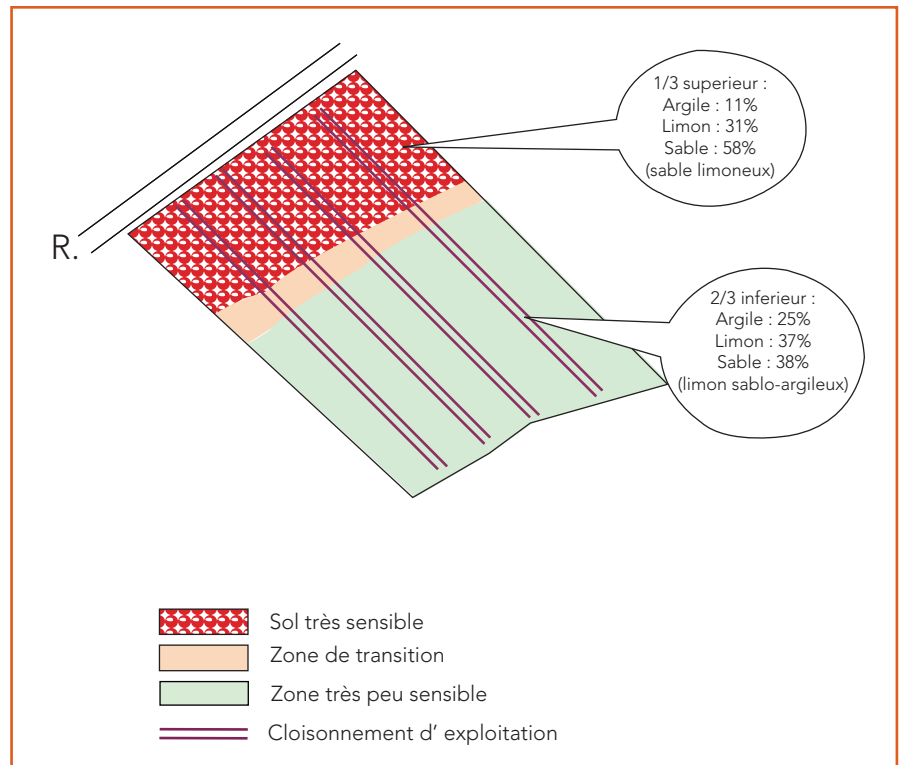 1/3 superieur :
Argile : 11%
Limon : 31%
Sable : 58%
(sable limoneux)
R.
2/3 inferieur :
Argile : 25%
Limon : 37%
Sable : 38%
(limon sablo-argileux)
Sol très sensible
Zone de transition
Zone très peu sensible
Cloisonnement d' exploitation